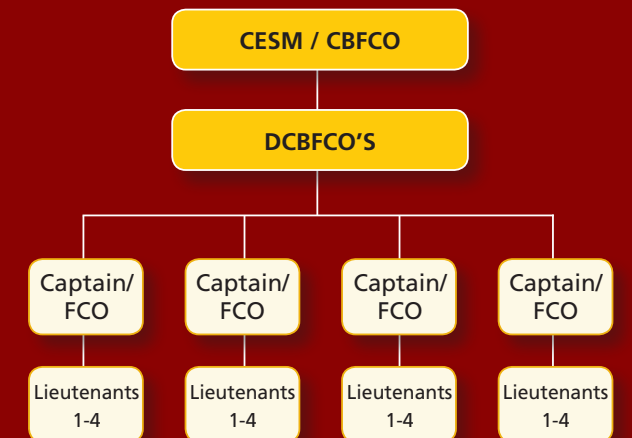 CESM / CBFCO
DCBFCO'S
Captain/
FCO
Captain/
FCO
Captain/
FCO
Captain/
FCO
Lieutenants
1-4
Lieutenants
1-4
Lieutenants
1-4
Lieutenants
1-4